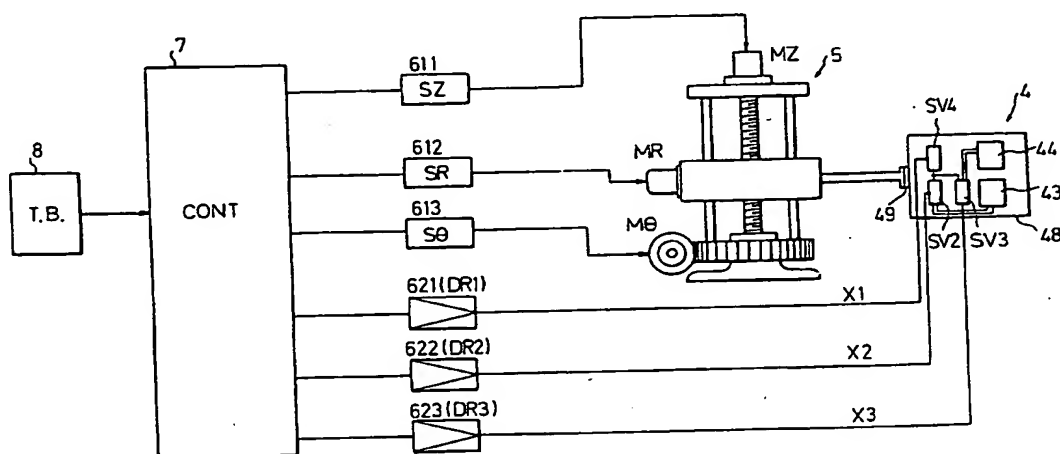 7
611
SZ
MZ
5
4
SV4
44
8
T.B.
612
SR
MR
CONT
43
613
Sθ
Mθ
49
SV2
SV3
48
621(DR1)
X1
622(DR2)
X2
623(DR3)
X3